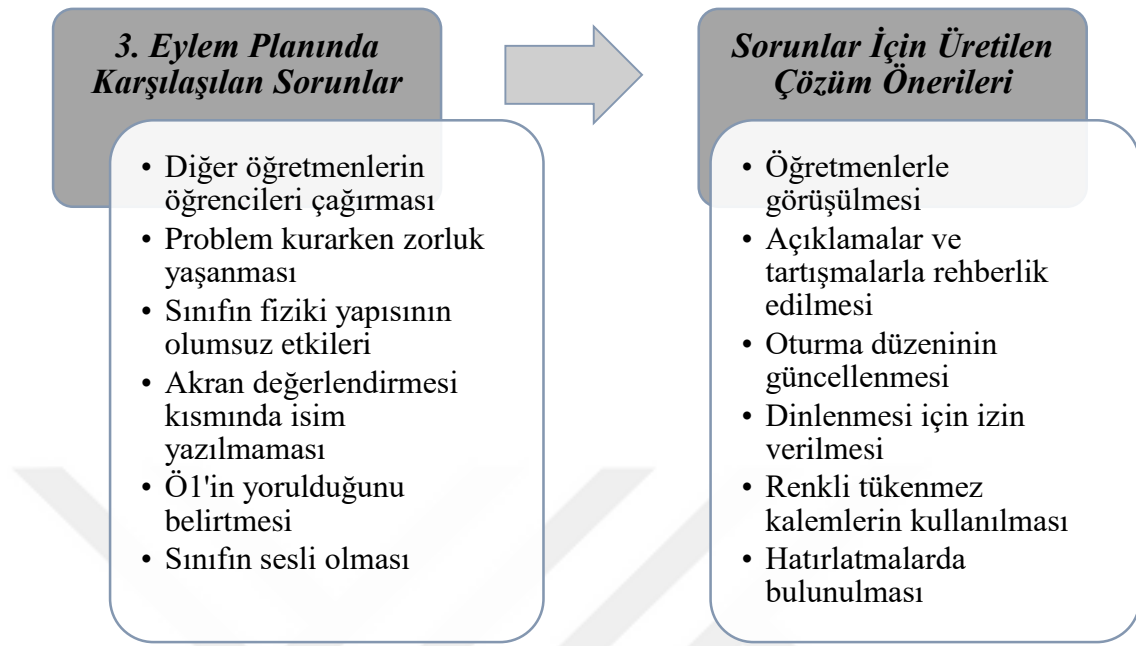 3. Eylem Planında
Karşılaşılan Sorunlar
• Diğer öğretmenlerin
öğrencileri çağırması
• Problem kurarken zorluk
yaşanması
• Sınıfın fiziki yapısının
olumsuz etkileri
• Akran değerlendirmesi
kısmında isim
yazılmaması
• Ö1'in yorulduğunu
belirtmesi
• Sınıfın sesli olması
Sorunlar İçin Üretilen
Çözüm Önerileri
• Öğretmenlerle
görüşülmesi
• Açıklamalar ve
tartışmalarla rehberlik
edilmesi
• Oturma düzeninin
güncellenmesi
• Dinlenmesi için izin
verilmesi
• Renkli tükenmez
kalemlerin kullanılması
• Hatırlatmalarda
bulunulması